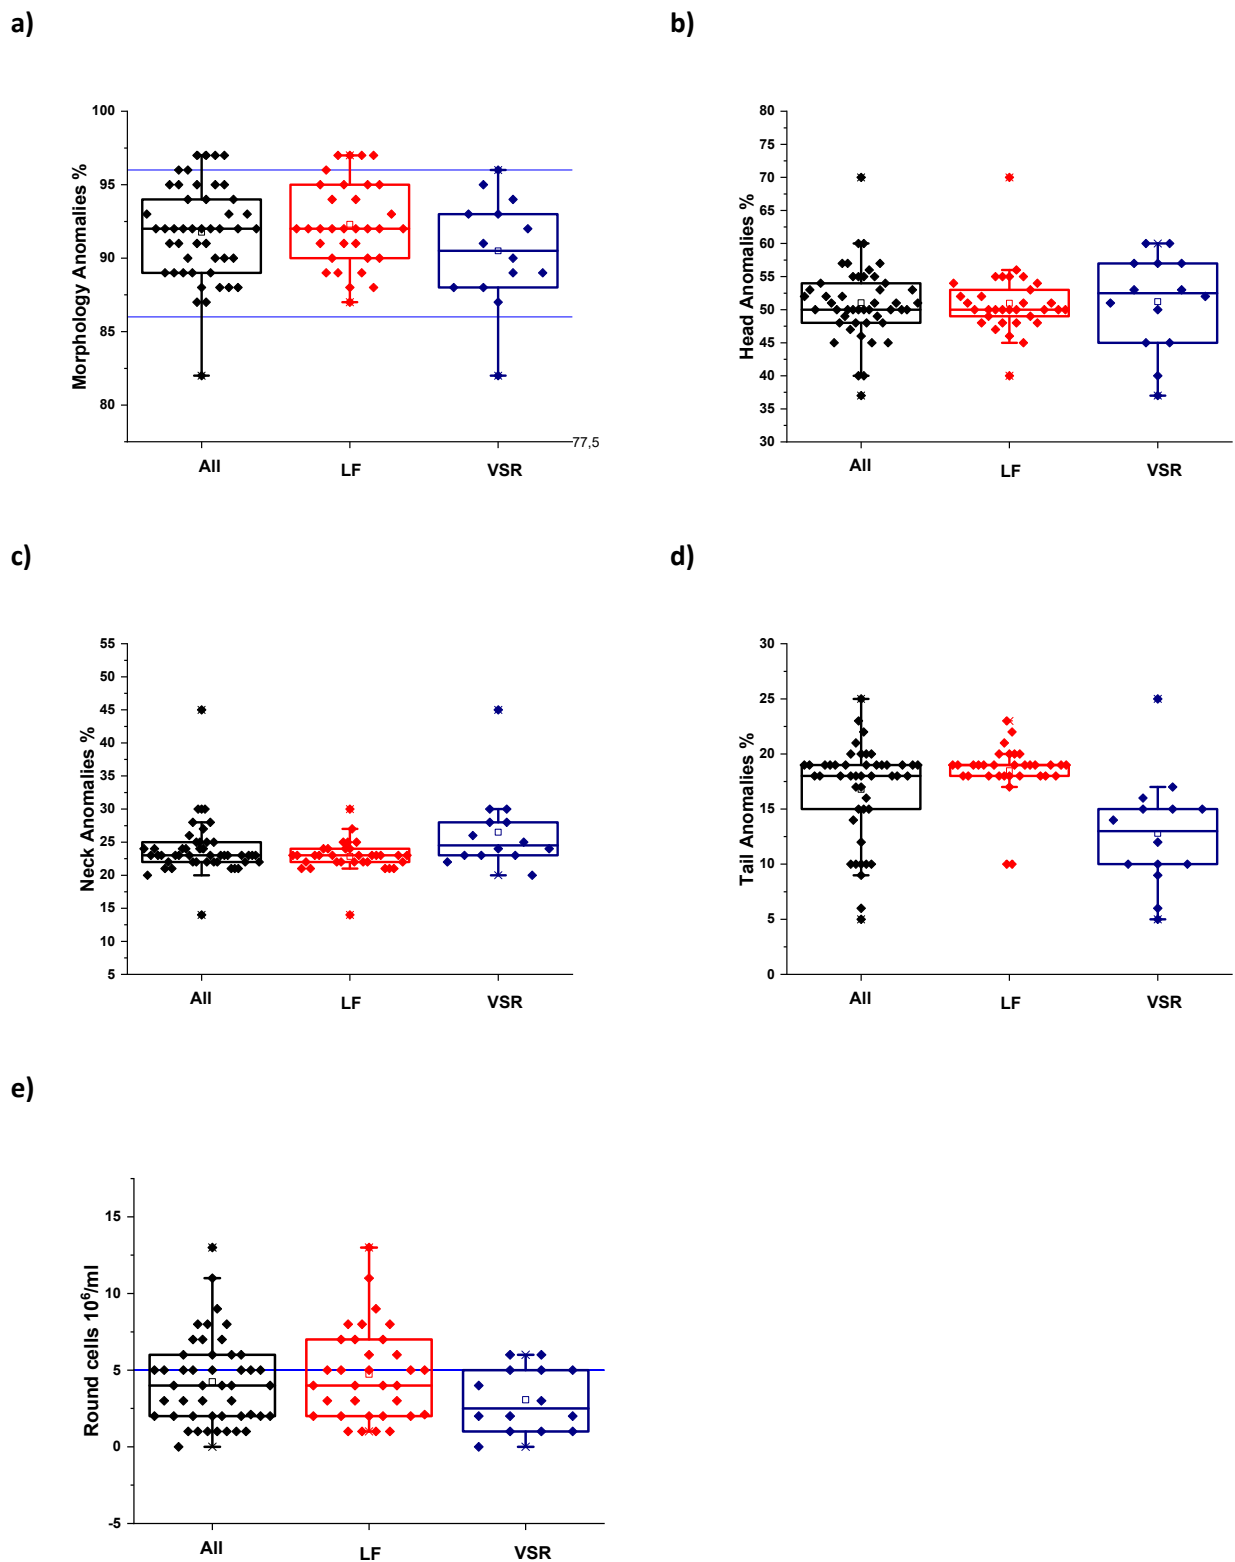 a)
b)
Morphology Anomalies %
100
95
90
85
80
77,5
All
LF
VSR
Head Anomalies %
80
75
70
65
60
55
50
45
40
35
30
All
LF
VSR
c)
d)
Neck Anomalies %
55
50
45
40
35
30
25
20
15
10
5
All
LF
VSR
Tail Anomalies %
30
25
20
15
10
5
0
All
LF
VSR
e)
Round cells 10⁶/ml
15
10
5
0
-5
All
LF
VSR